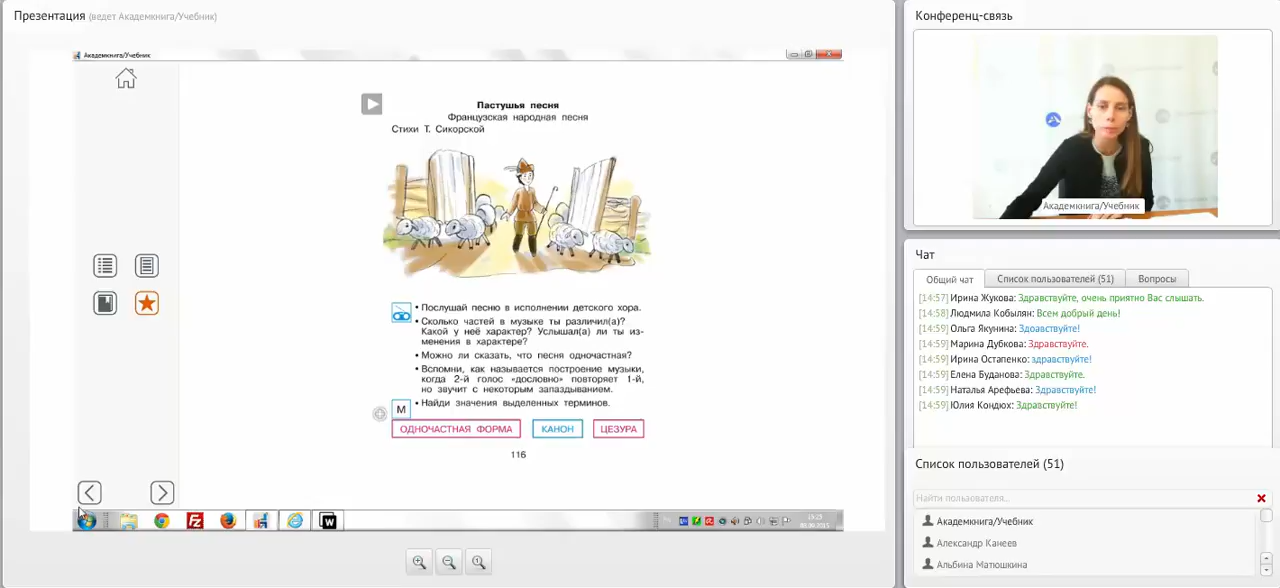 Презентация (ведет Академкнига/Учебник)
Академкнига/Учебник
Пастушья песня
Французская народная песня
Стихи Т. Сикорской
• Послушай песню в исполнении детского хора.
• Сколько частей в музыке ты различил(а)?
Какой у неё характер? Услышал(а) ли ты из-
менения в характере?
• Можно ли сказать, что песня одночастная?
• Вспомни, как называется построение музыки,
когда 2-й голос «дословно» повторяет 1-й,
но звучит с некоторым запаздыванием.
М • Найди значения выделенных терминов.
ОДНОЧАСТНАЯ ФОРМА КАНОН ЦЕЗУРА
116
Конференц-связь
Академкнига/Учебник
Чат
Общий чат Список пользователей (51) Вопросы
[14:57] Ирина Жукова: Здравствуйте, очень приятно Вас слышать.
[14:58] Людмила Кобылян: Всем добрый день!
[14:59] Ольга Якунина: Здоавствуйте!
[14:59] Марина Дубкова: Здравствуйте.
[14:59] Ирина Остапенко: здравствуйте!
[14:59] Елена Буданова: Здравствуйте.
[14:59] Наталья Арефьева: Здравствуйте!
[14:59] Юлия Кондюх: Здравствуйте!
Список пользователей (51)
Найти пользователя...
Академкнига/Учебник
Александр Канеев
Альбина Матюшкина